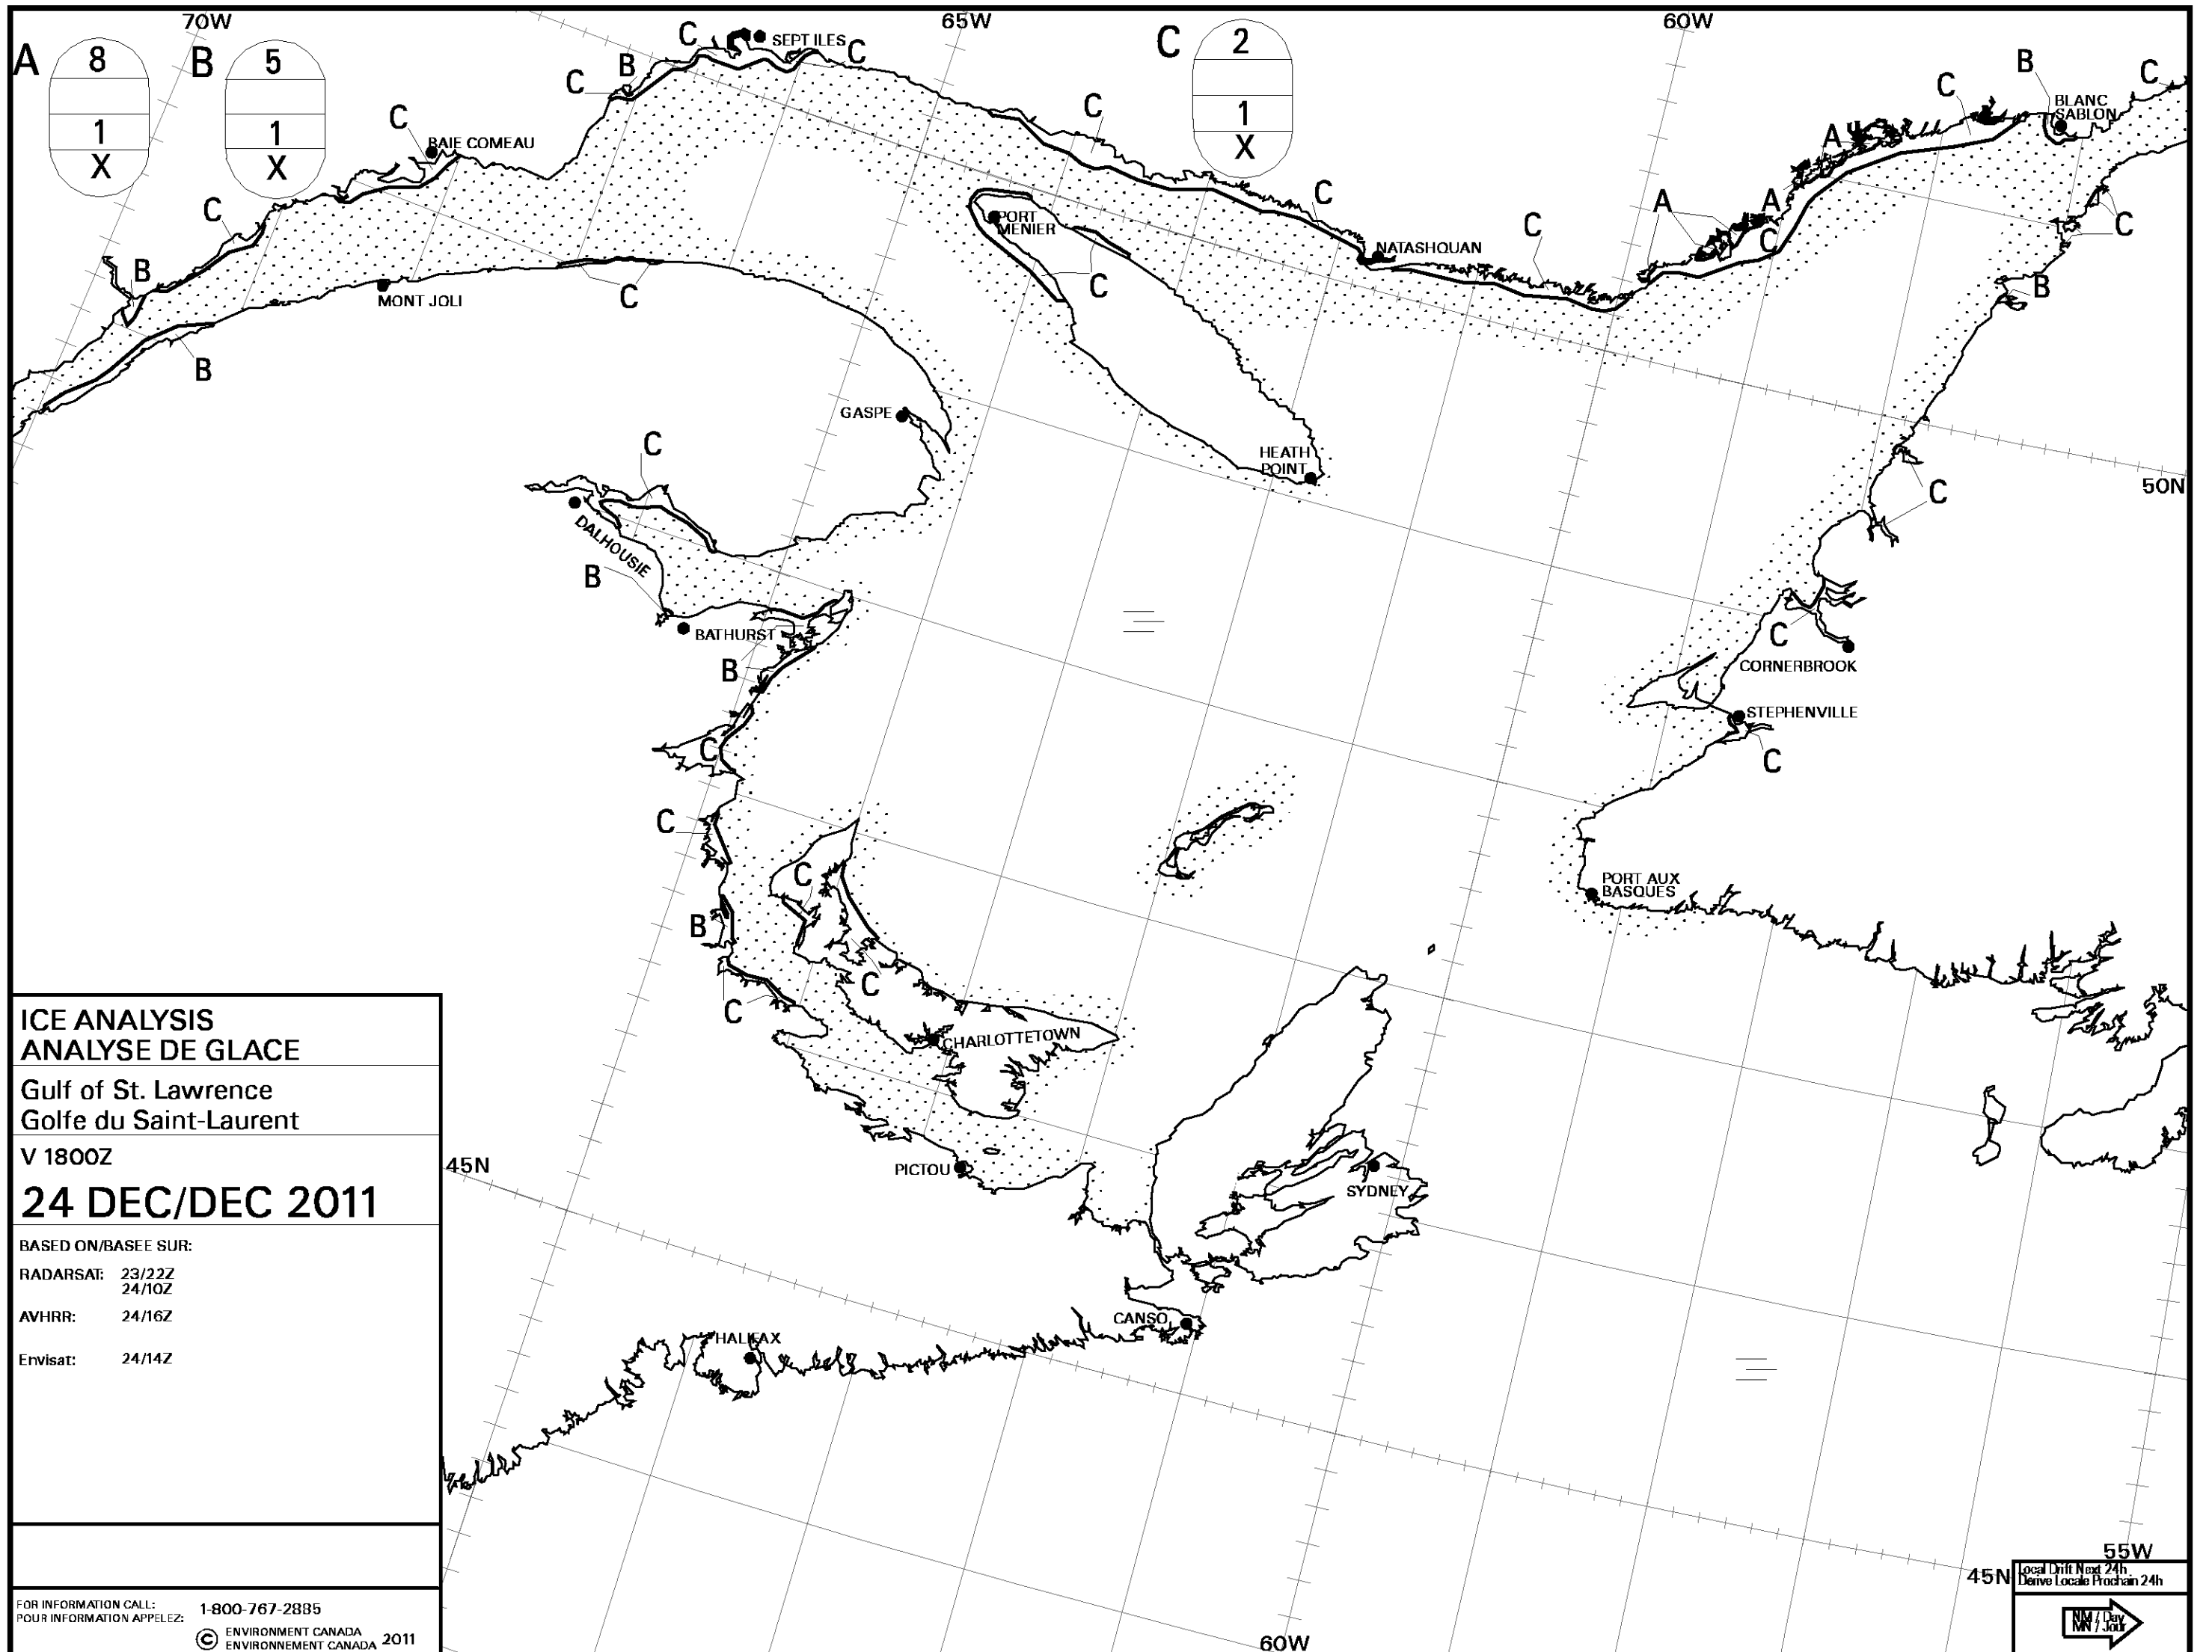 70W
65W
60W
A
8
1
X
B
5
1
X
C
2
1
X
C
SEPT ILES
C
B
C
C
BAIE COMEAU
C
B
MONT JOLI
B
C
C
PORT
MENIER
C
C
NATASHQUAN
C
A
A
A
C
C
B
BLANC
SABLON
C
C
B
C
50N
GASPE
HEATH
POINT
C
DALHOUSIE
B
BATHURST
B
C
C
B
C
C
C
C
CORNERBROOK
STEPHENVILLE
C
PORT AUX
BASQUES
CHARLOTTETOWN
PICTOU
SYDNEY
CANSO
HALIFAX
45N
ICE ANALYSIS
ANALYSE DE GLACE
Gulf of St. Lawrence
Golfe du Saint-Laurent
V 1800Z
24 DEC/DEC 2011
BASED ON/BASEE SUR:
RADARSAT: 23/22Z
24/10Z
AVHRR: 24/16Z
Envisat: 24/14Z
FOR INFORMATION CALL:
POUR INFORMATION APPELEZ:
1-800-767-2885
© ENVIRONMENT CANADA
ENVIRONNEMENT CANADA 2011
60W
55W
45N
Local Drift Next 24h
Dérive Locale Prochain 24h
NM / Day
MN / Jour